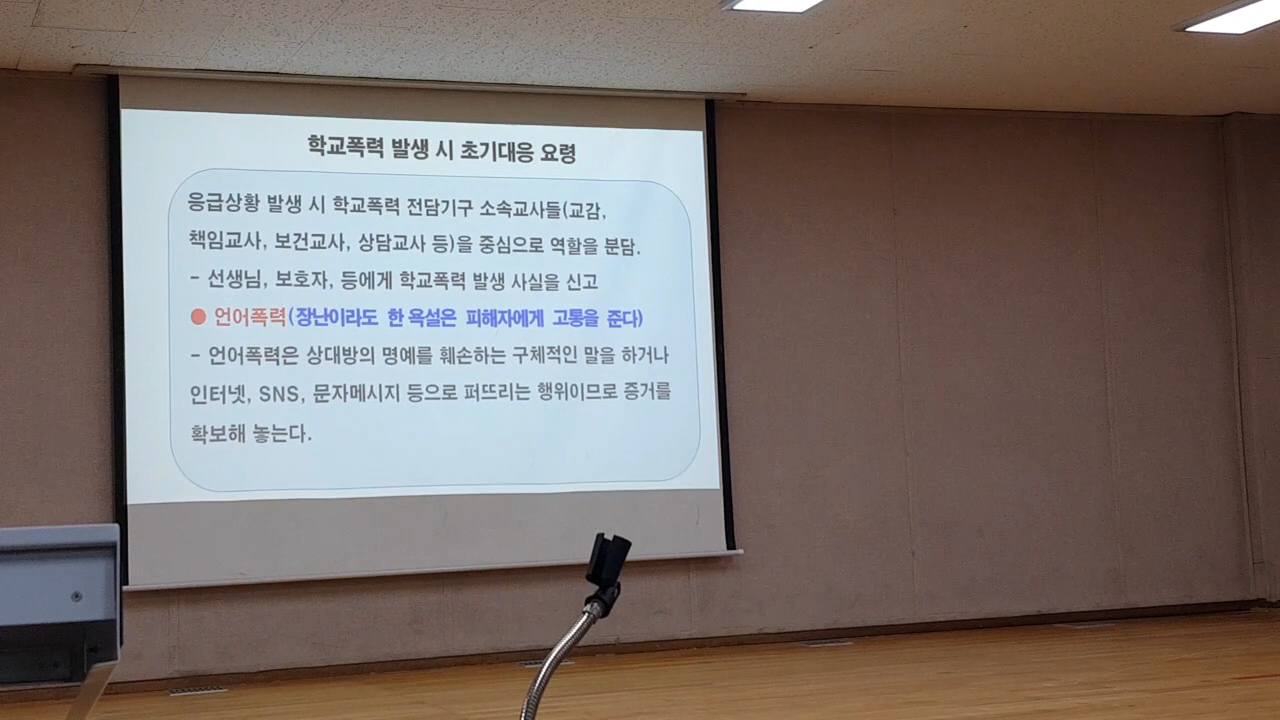 학교폭력 발생 시 초기대응 요령
응급상황 발생 시 학교폭력 전담기구 소속교사들(교감,
책임교사, 보건교사, 상담교사 등)을 중심으로 역할을 분담.
- 선생님, 보호자, 등에게 학교폭력 발생 사실을 신고
● 언어폭력(장난이라도 한 욕설은 피해자에게 고통을 준다)
- 언어폭력은 상대방의 명예를 훼손하는 구체적인 말을 하거나
인터넷, SNS, 문자메시지 등으로 퍼뜨리는 행위이므로 증거를
확보해 놓는다.